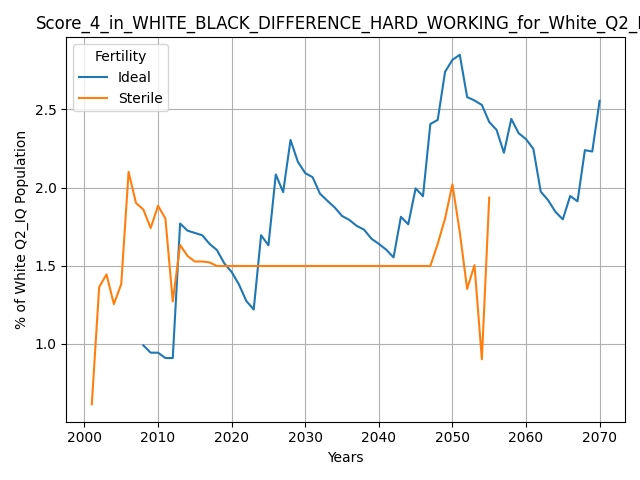 Score_4_in_WHITE_BLACK_DIFFERENCE_HARD_WORKING_for_White_Q2_I
Fertility
Ideal
Sterile
% of White Q2_IQ Population
2.5
2.0
1.5
1.0
2000 2010 2020 2030 2040 2050 2060 2070
Years